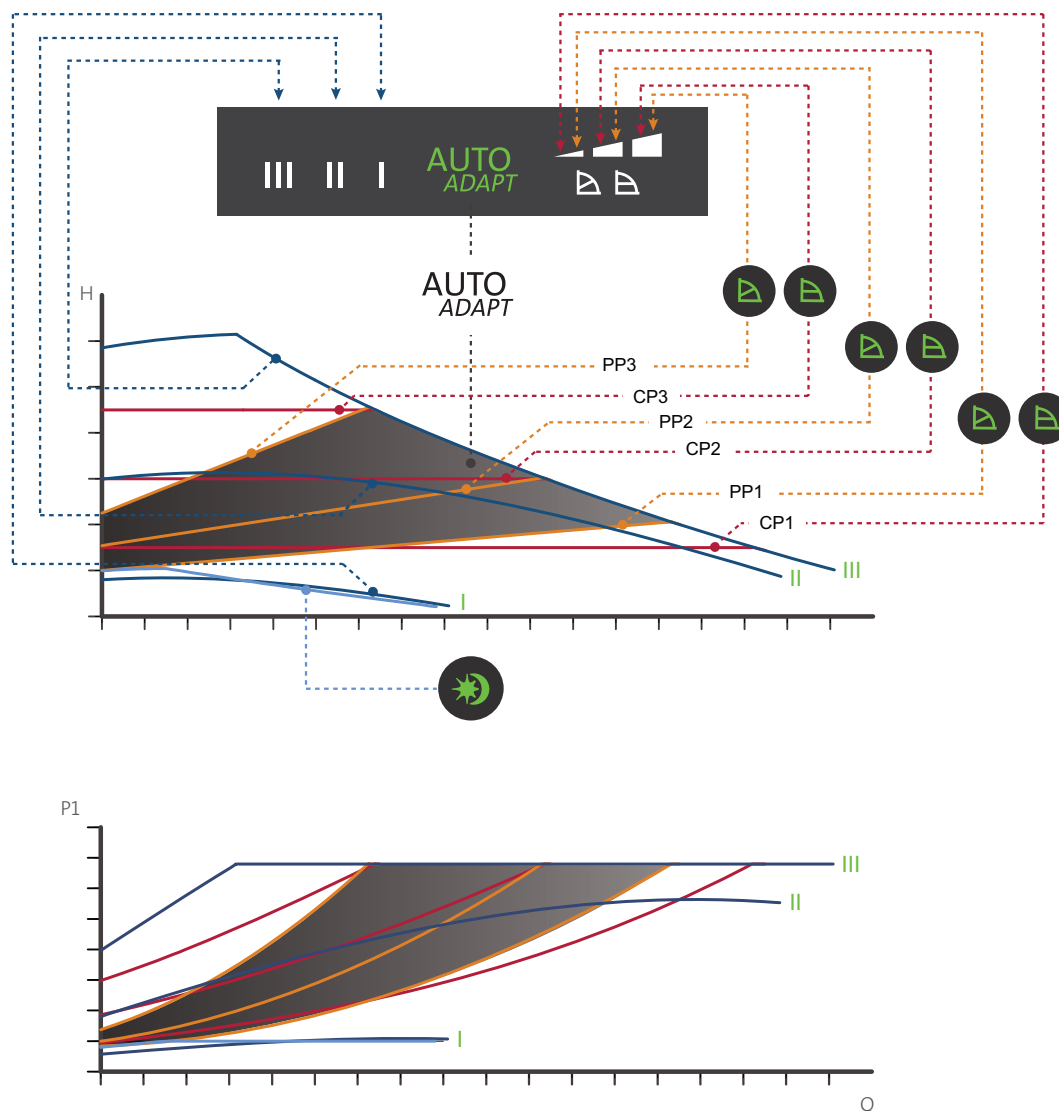 III II I AUTO
ADAPT
AUTO
ADAPT
H
PP3
CP3
PP2
CP2
PP1
CP1
III
II
I
P1
III
II
I
Q